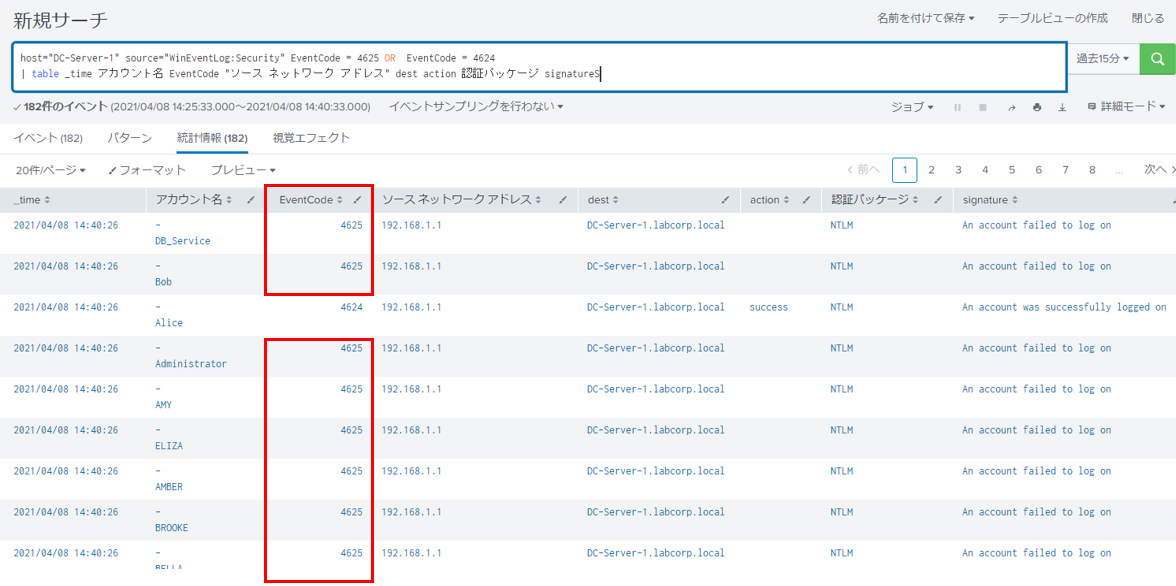 新規サーチ
名前を付けて保存▼ テーブルビューの作成 閉じる
host="DC-Server-1" source="WinEventLog:Security" EventCode = 4625 OR EventCode = 4624
| table _time アカウント名 EventCode "ソース ネットワーク アドレス" dest action 認証パッケージ signatureS
過去15分▼
✓182件のイベント (2021/04/08 14:25:33.000～2021/04/08 14:40:33.000) イベントサンプリングを行わない▼
ジョブ▼ 詳細モード▼
イベント (182) パターン 統計情報 (182) 視覚エフェクト
20件/ページ▼ フォーマット プレビュー▼
< 前へ 1 2 3 4 5 6 7 8 ... 次へ >
_time アカウント名 EventCode ソース ネットワーク アドレス dest action 認証パッケージ signature
2021/04/08 14:40:26 - 4625 192.168.1.1 DC-Server-1.labcorp.local NTLM An account failed to log on
DB_Service
2021/04/08 14:40:26 - 4625 192.168.1.1 DC-Server-1.labcorp.local NTLM An account failed to log on
Bob
2021/04/08 14:40:26 - 4624 192.168.1.1 DC-Server-1.labcorp.local success NTLM An account was successfully logged on
Alice
2021/04/08 14:40:26 - 4625 192.168.1.1 DC-Server-1.labcorp.local NTLM An account failed to log on
Administrator
2021/04/08 14:40:26 - 4625 192.168.1.1 DC-Server-1.labcorp.local NTLM An account failed to log on
AMY
2021/04/08 14:40:26 - 4625 192.168.1.1 DC-Server-1.labcorp.local NTLM An account failed to log on
ELIZA
2021/04/08 14:40:26 - 4625 192.168.1.1 DC-Server-1.labcorp.local NTLM An account failed to log on
AMBER
2021/04/08 14:40:26 - 4625 192.168.1.1 DC-Server-1.labcorp.local NTLM An account failed to log on
BROOKE
2021/04/08 14:40:26 - 4625 192.168.1.1 DC-Server-1.labcorp.local NTLM An account failed to log on
BELLA